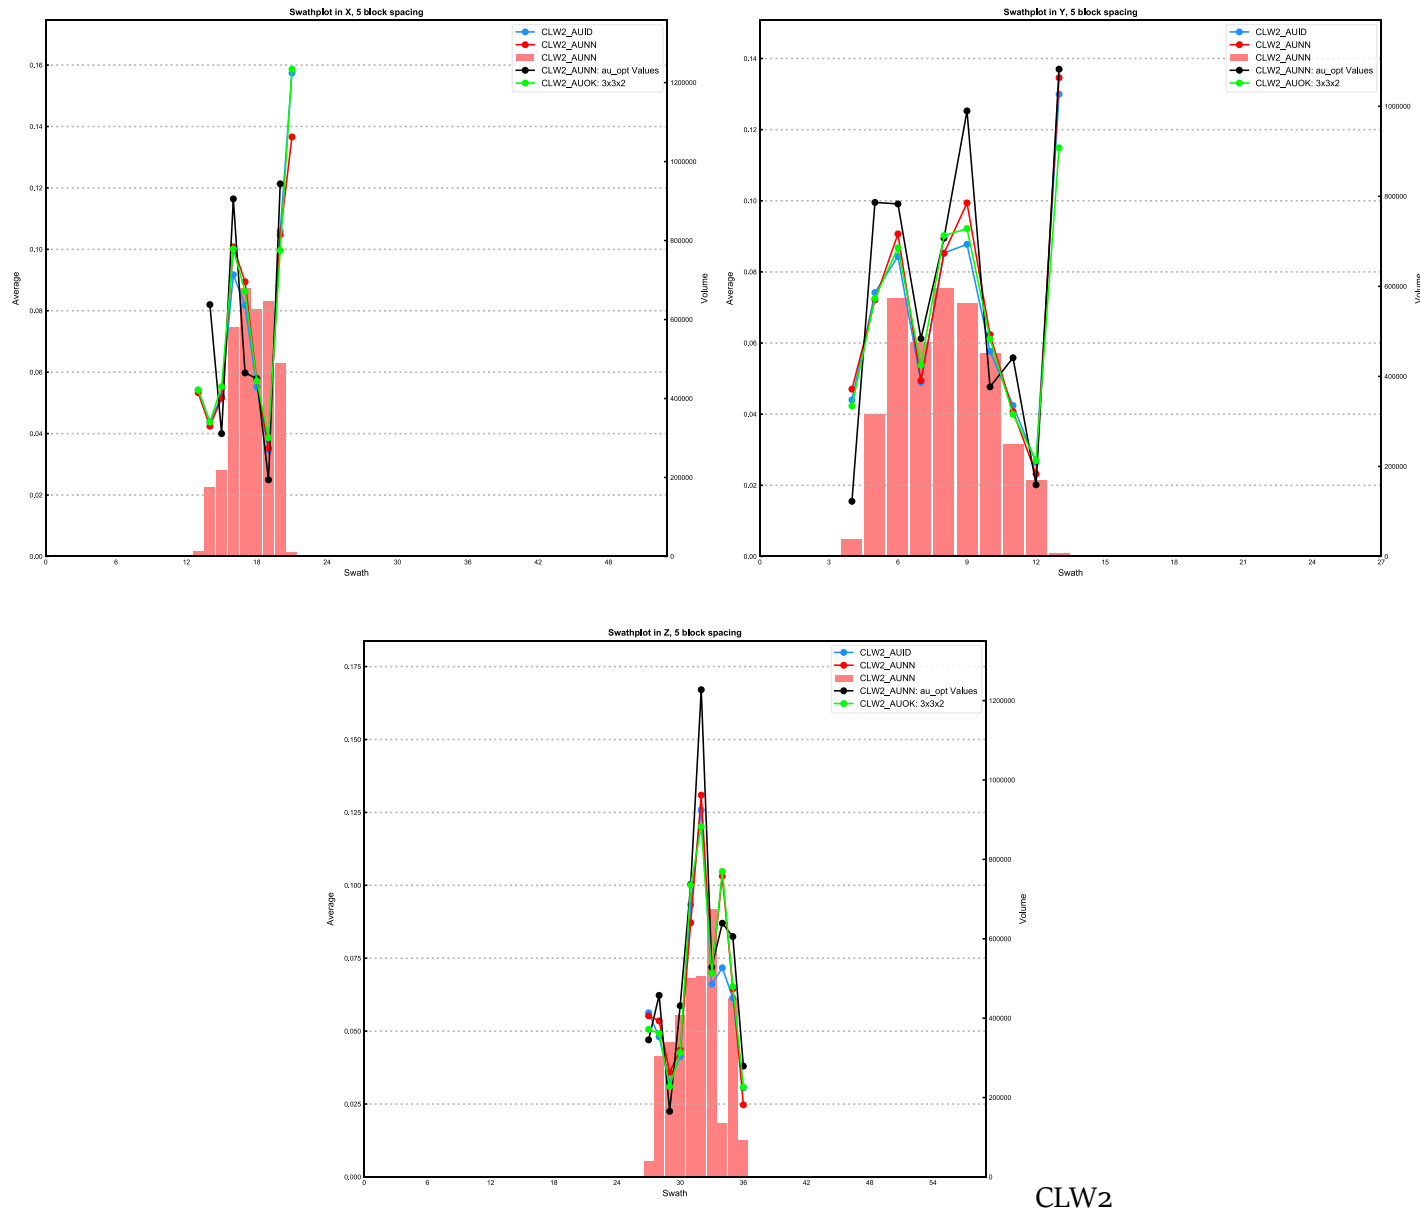 Swathplot in X, 5 block spacing
CLW2_AUID
CLW2_AUNN
CLW2_AUNN
CLW2_AUNN: au_opt Values
CLW2_AUOK: 3x3x2
0.16
0.14
0.12
0.10
0.08
0.06
0.04
0.02
0.00
Average
1200000
1000000
800000
600000
400000
200000
0
Volume
0 6 12 18 24 30 36 42 48
Swath
Swathplot in Y, 5 block spacing
CLW2_AUID
CLW2_AUNN
CLW2_AUNN
CLW2_AUNN: au_opt Values
CLW2_AUOK: 3x3x2
0.14
0.12
0.10
0.08
0.06
0.04
0.02
0.00
Average
1000000
800000
600000
400000
200000
0
Volume
0 3 6 9 12 15 18 21 24 27
Swath
Swathplot in Z, 5 block spacing
CLW2_AUID
CLW2_AUNN
CLW2_AUNN
CLW2_AUNN: au_opt Values
CLW2_AUOK: 3x3x2
0.175
0.150
0.125
0.100
0.075
0.050
0.025
0.000
Average
1200000
1000000
800000
600000
400000
200000
0
Volume
0 6 12 18 24 30 36 42 48 54
Swath
CLW2